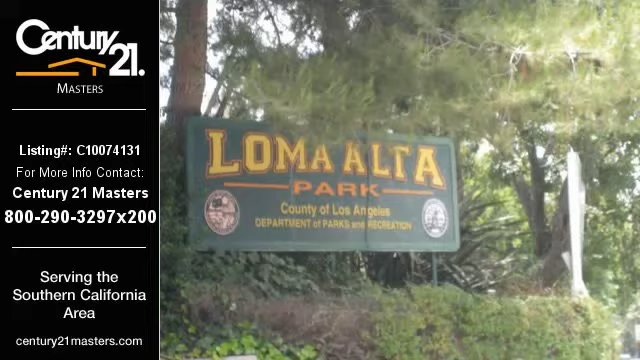 Century 21.
MASTERS
Listing#: C10074131
For More Info Contact:
Century 21 Masters
800-290-3297x200
Serving the
Southern California
Area
century21masters.com
LOMA ALTA
PARK
County of Los Angeles
DEPARTMENT of PARKS and RECREATION